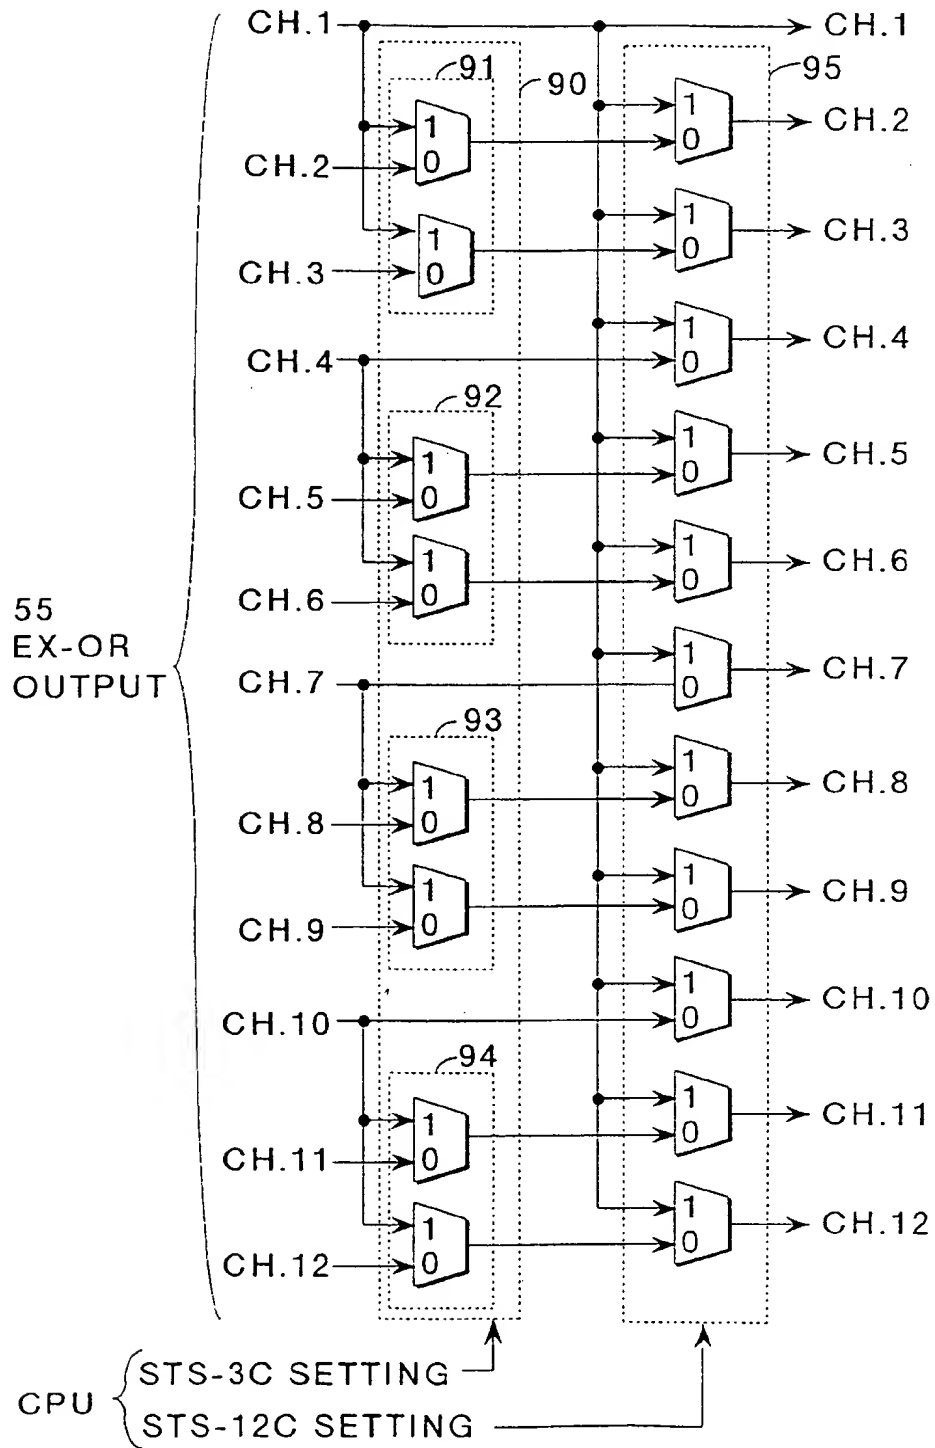 CH.1 CH.1
91 90 95
1 0 1 0 CH.2
CH.2
1 0 1 0 CH.3
CH.3
1 0 CH.4
CH.4
92
1 0 1 0 CH.5
CH.5
1 0 1 0 CH.6
CH.6
55
EX-OR
OUTPUT
1 0 CH.7
CH.7
93
1 0 1 0 CH.8
CH.8
1 0 1 0 CH.9
CH.9
1 0 CH.10
CH.10
94
1 0 1 0 CH.11
CH.11
1 0 1 0 CH.12
CH.12
CPU
STS-3C SETTING
STS-12C SETTING